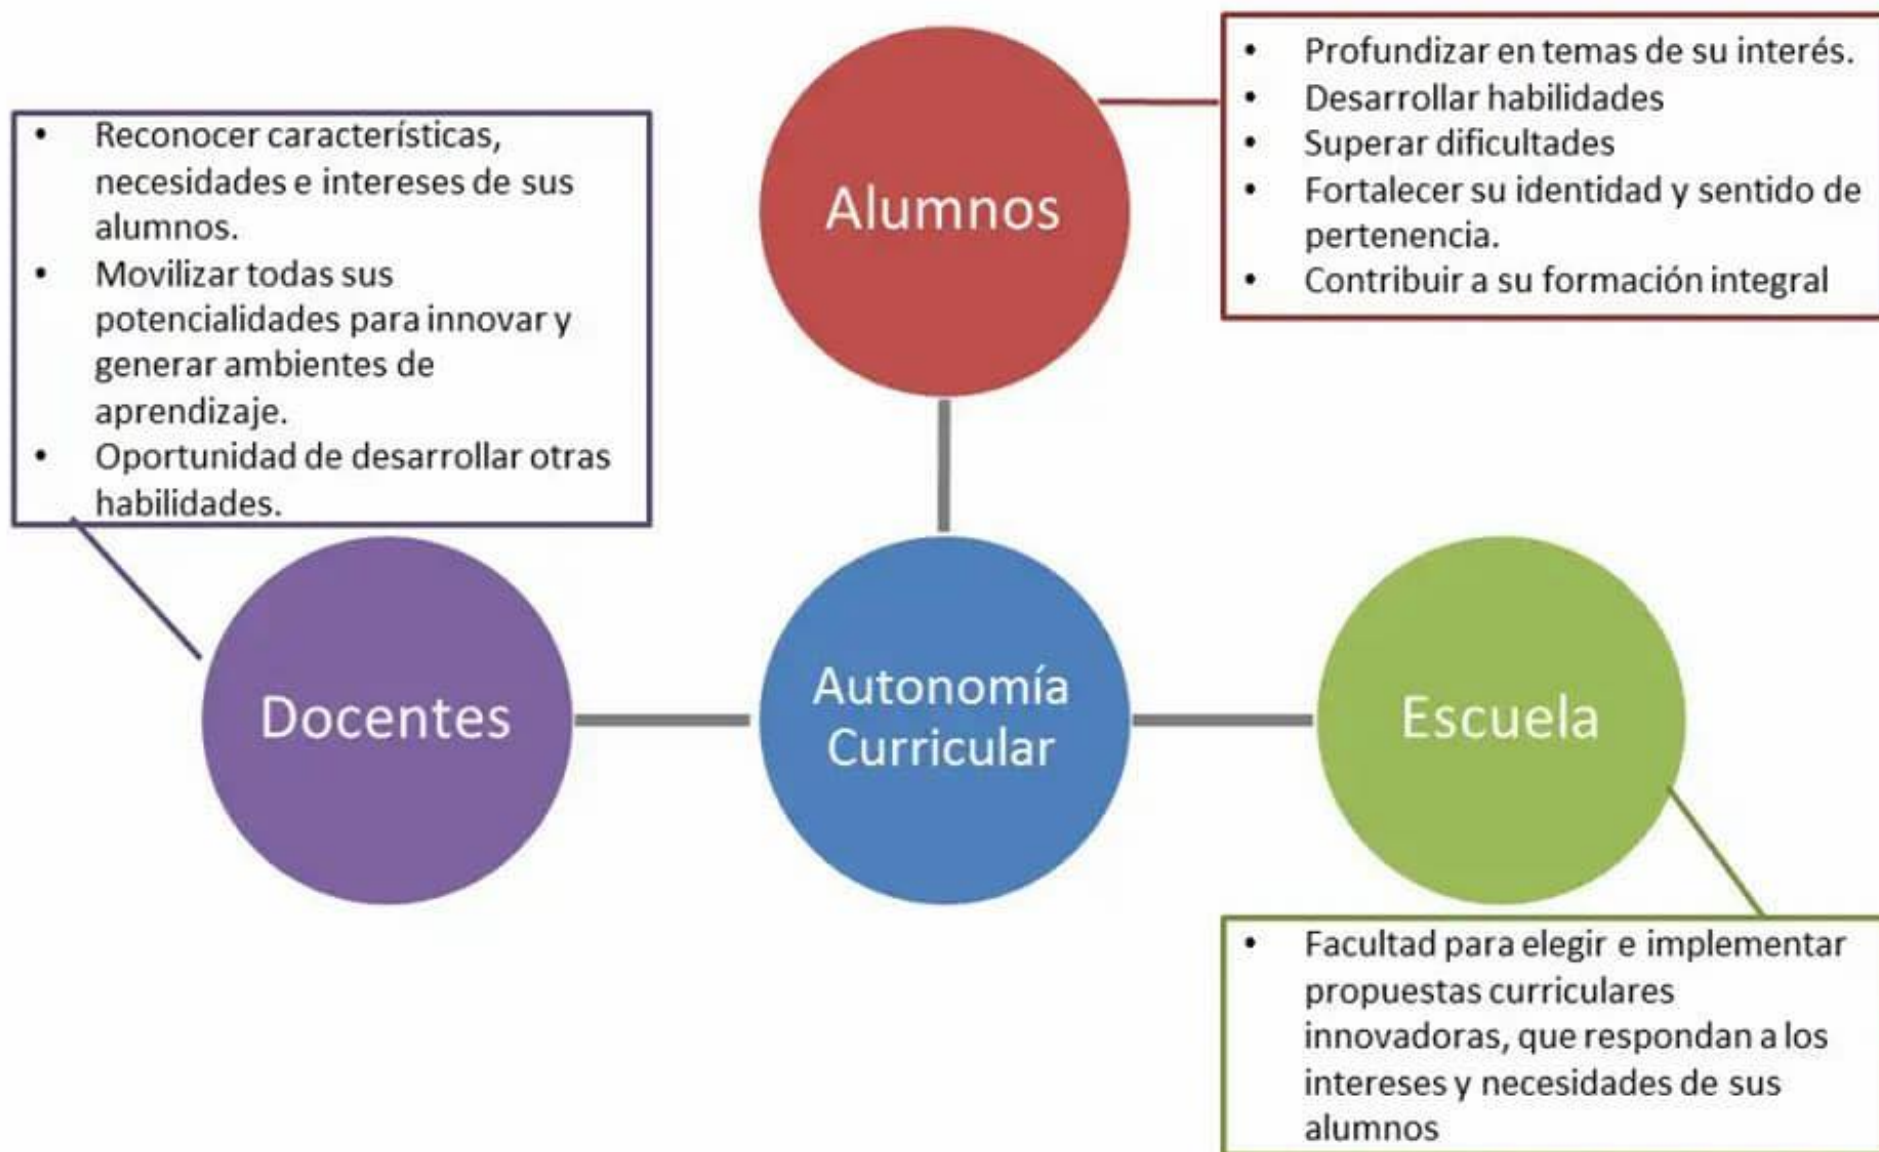 Alumnos
• Profundizar en temas de su interés.
• Desarrollar habilidades
• Superar dificultades
• Fortalecer su identidad y sentido de
pertenencia.
• Contribuir a su formación integral
• Reconocer características,
necesidades e intereses de sus
alumnos.
• Movilizar todas sus
potencialidades para innovar y
generar ambientes de
aprendizaje.
• Oportunidad de desarrollar otras
habilidades.
Docentes
Autonomía
Curricular
Escuela
• Facultad para elegir e implementar
propuestas curriculares
innovadoras, que respondan a los
intereses y necesidades de sus
alumnos